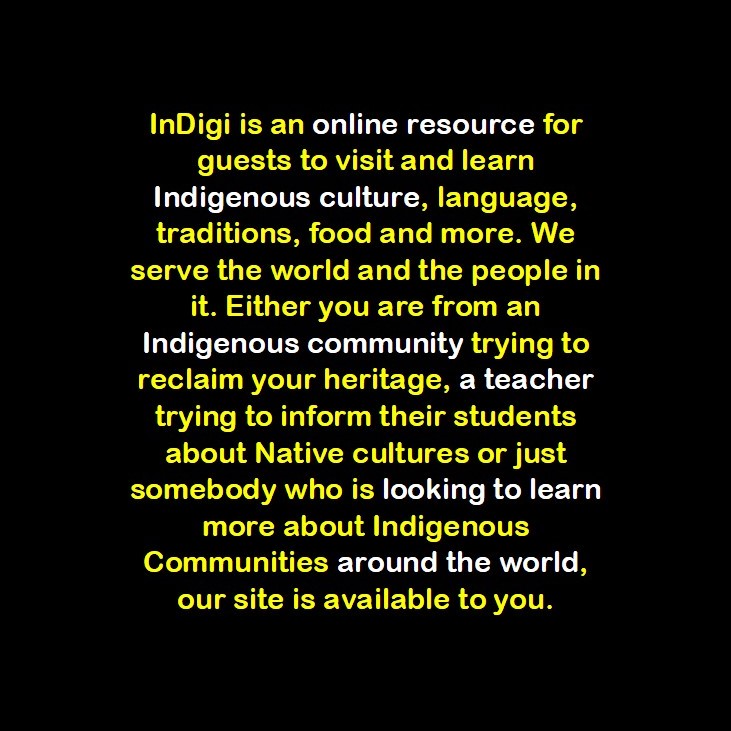 InDigi is an online resource for
guests to visit and learn
Indigenous culture, language,
traditions, food and more. We
serve the world and the people in
it. Either you are from an
Indigenous community trying to
reclaim your heritage, a teacher
trying to inform their students
about Native cultures or just
somebody who is looking to learn
more about Indigenous
Communities around the world,
our site is available to you.